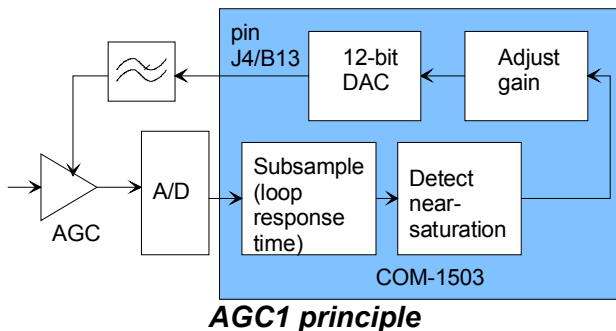 pin
J4/B13
12-bit
DAC
Adjust
gain
AGC
A/D
Subsample
(loop
response
time)
Detect
near-
saturation
COM-1503
AGC1 principle